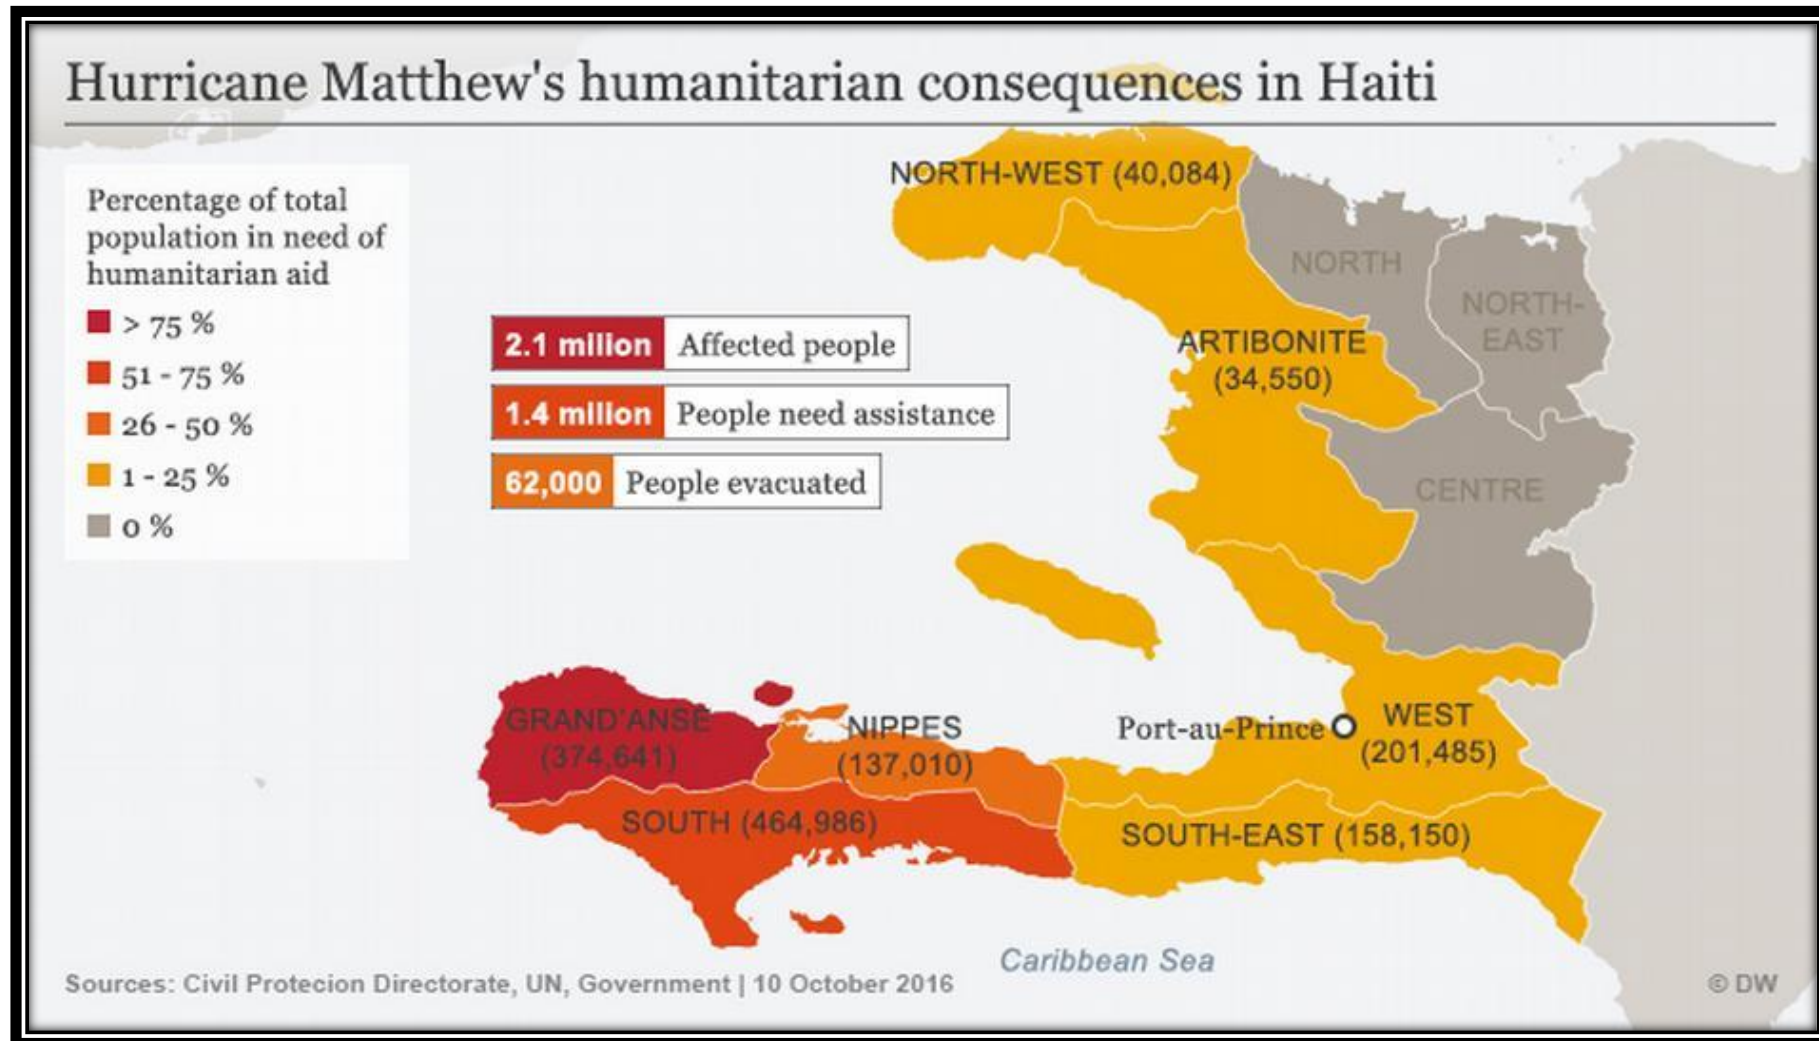 Hurricane Matthew's humanitarian consequences in Haiti
Percentage of total
population in need of
humanitarian aid
> 75 %
51 - 75 %
26 - 50 %
1 - 25 %
0 %
2.1 mlion Affected people
1.4 mlion People need assistance
62,000 People evacuated
NORTH-WEST (40,084)
NORTH
NORTH-
EAST
ARTIBONITE
(34,550)
CENTRE
GRAND'ANSE
(374,641)
NIPPES
(137,010)
Port-au-Prince
WEST
(201,485)
SOUTH (464,986)
SOUTH-EAST (158,150)
Caribbean Sea
Sources: Civil Protecion Directorate, UN, Government | 10 October 2016
© DW